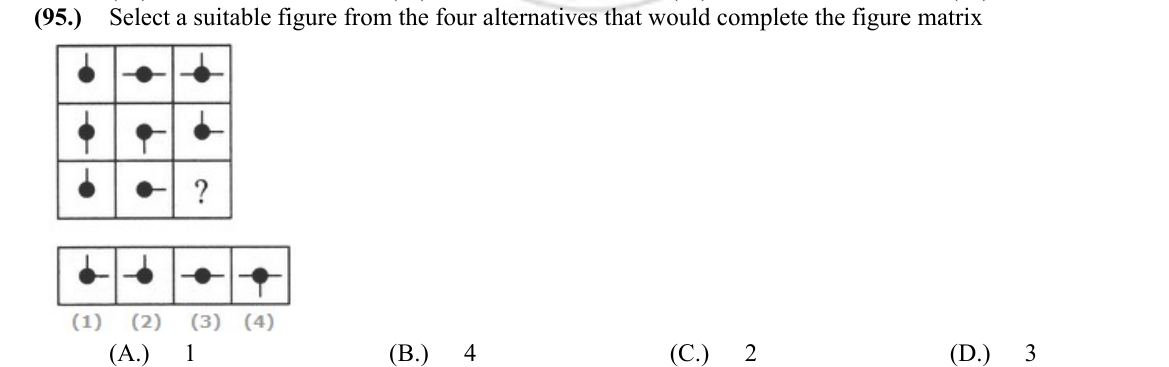 (95.) Select a suitable figure from the four alternatives that would complete the figure matrix
?
(1) (2) (3) (4)
(A.) 1 (B.) 4 (C.) 2 (D.) 3